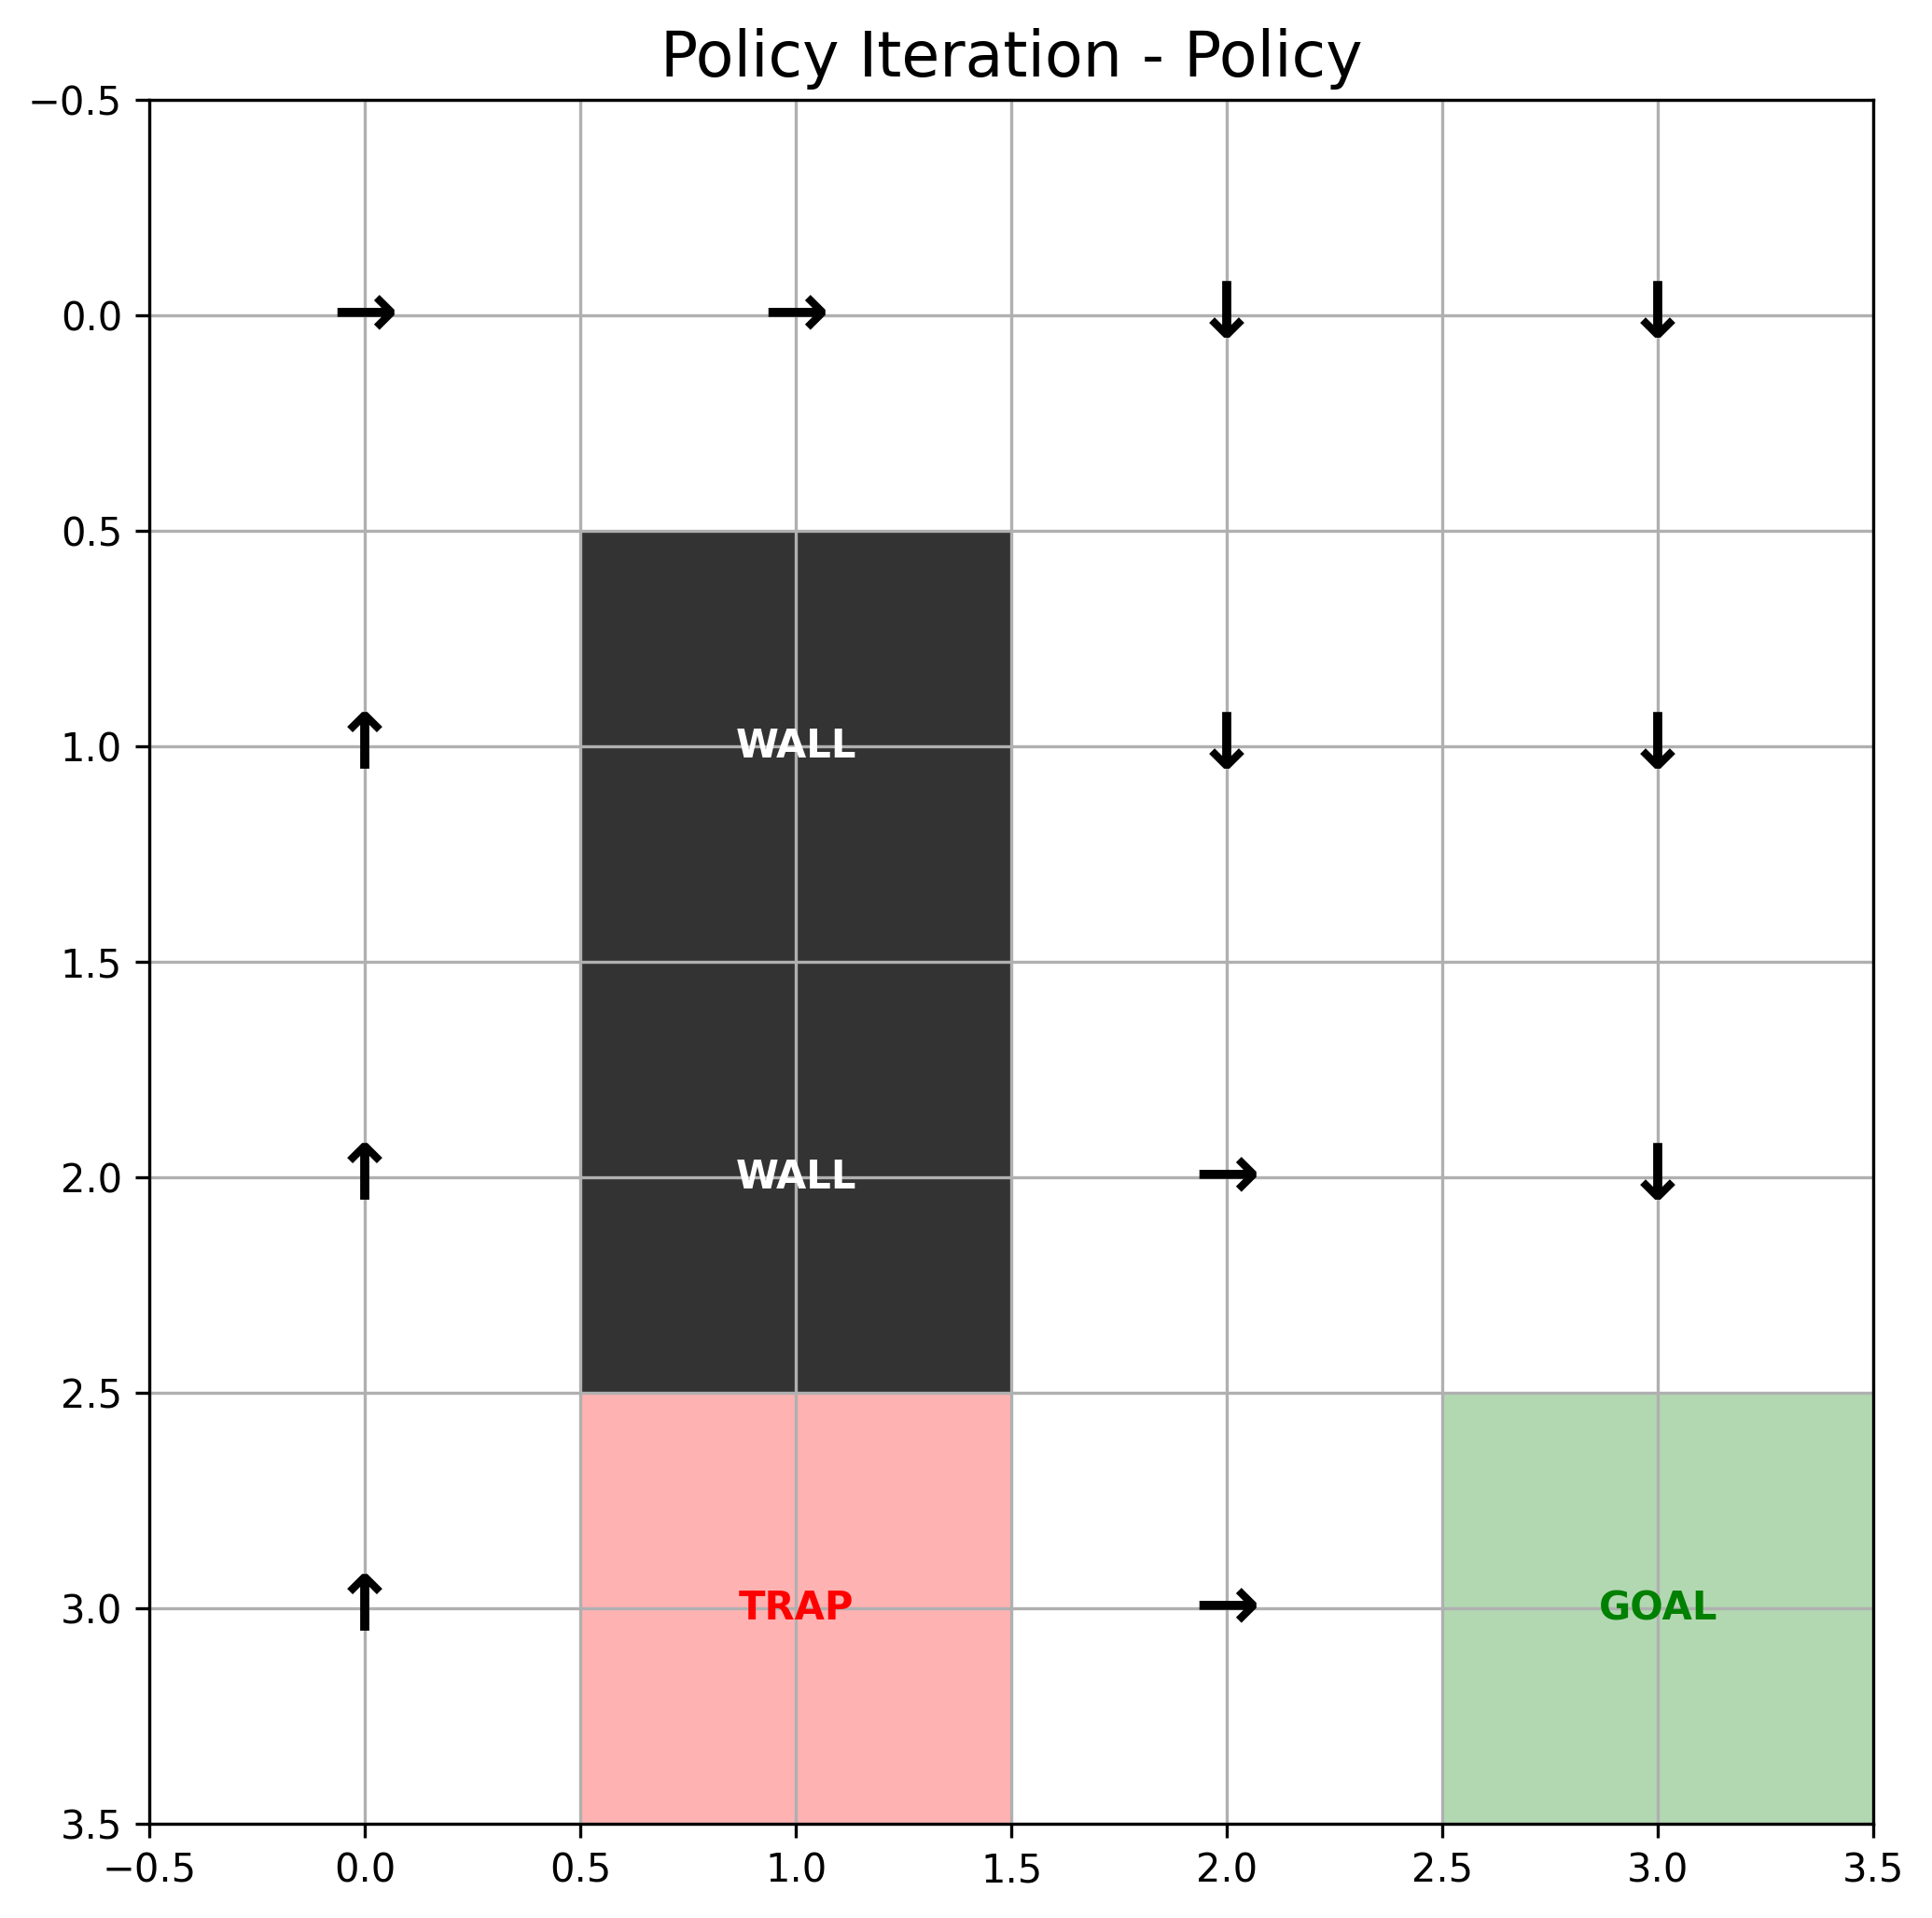 Policy Iteration - Policy
−0.5
0.0
→ → ↓ ↓
0.5
1.0
↑ WALL ↓ ↓
1.5
2.0
↑ WALL → ↓
2.5
3.0
↑ TRAP → GOAL
3.5
−0.5 0.0 0.5 1.0 1.5 2.0 2.5 3.0 3.5